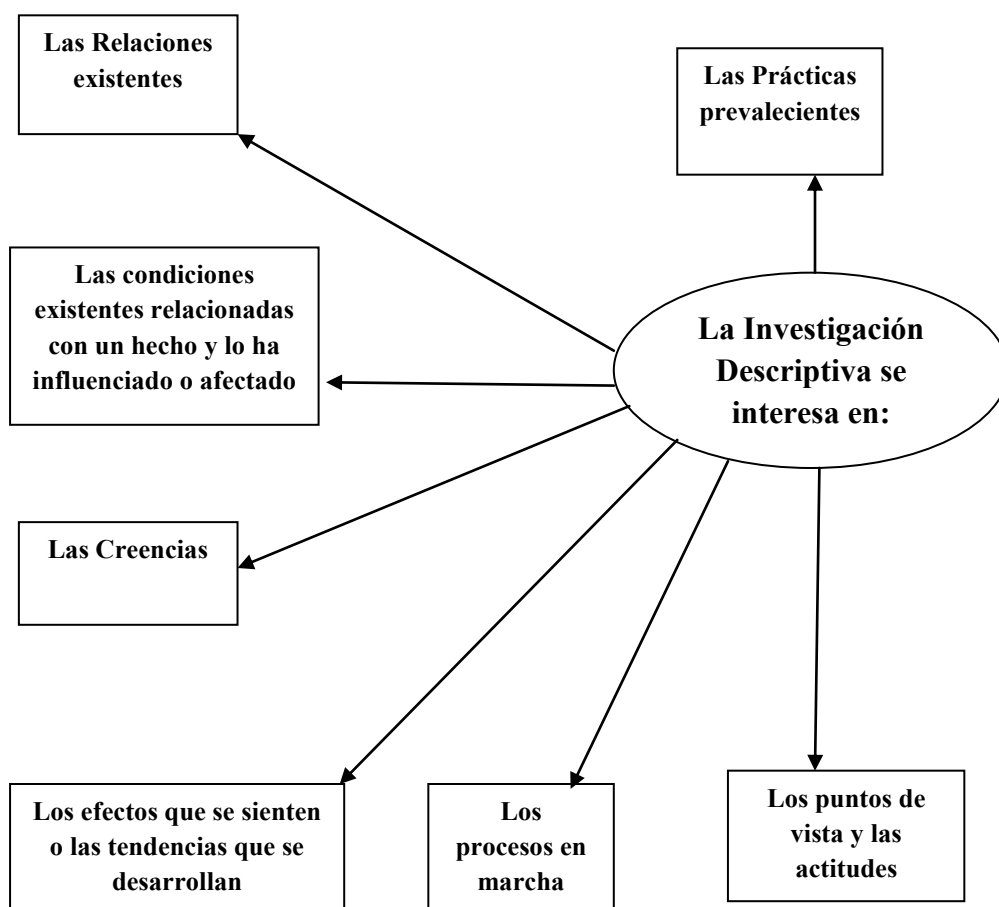 Las Relaciones
existentes
Las Prácticas
prevalecientes
Las condiciones
existentes relacionadas
con un hecho y lo ha
influenciado o afectado
La Investigación
Descriptiva se
interesa en:
Las Creencias
Los efectos que se sienten
o las tendencias que se
desarrollan
Los
procesos en
marcha
Los puntos de
vista y las
actitudes